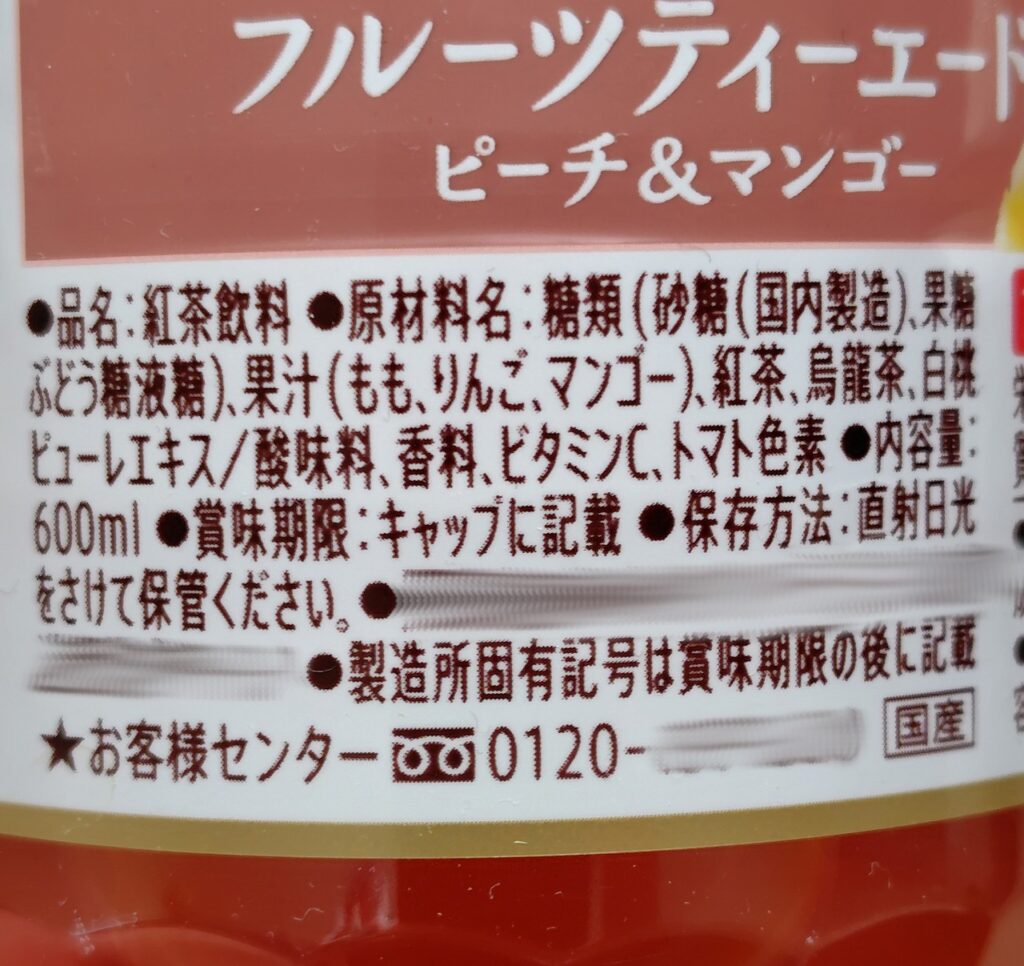 フルーツティーエード
ピーチ&マンゴー
●品名:紅茶飲料 ●原材料名:糖類(砂糖(国内製造)、果糖
ぶどう糖液糖)、果汁(もも、りんご、マンゴー)、紅茶、烏龍茶、白桃
ピューレエキス/酸味料、香料、ビタミンC、トマト色素 ●内容量:
600ml ●賞味期限:キャップに記載 ●保存方法:直射日光
をさけて保管ください。●
●製造所固有記号は賞味期限の後に記載
★お客様センター 0120-
国産